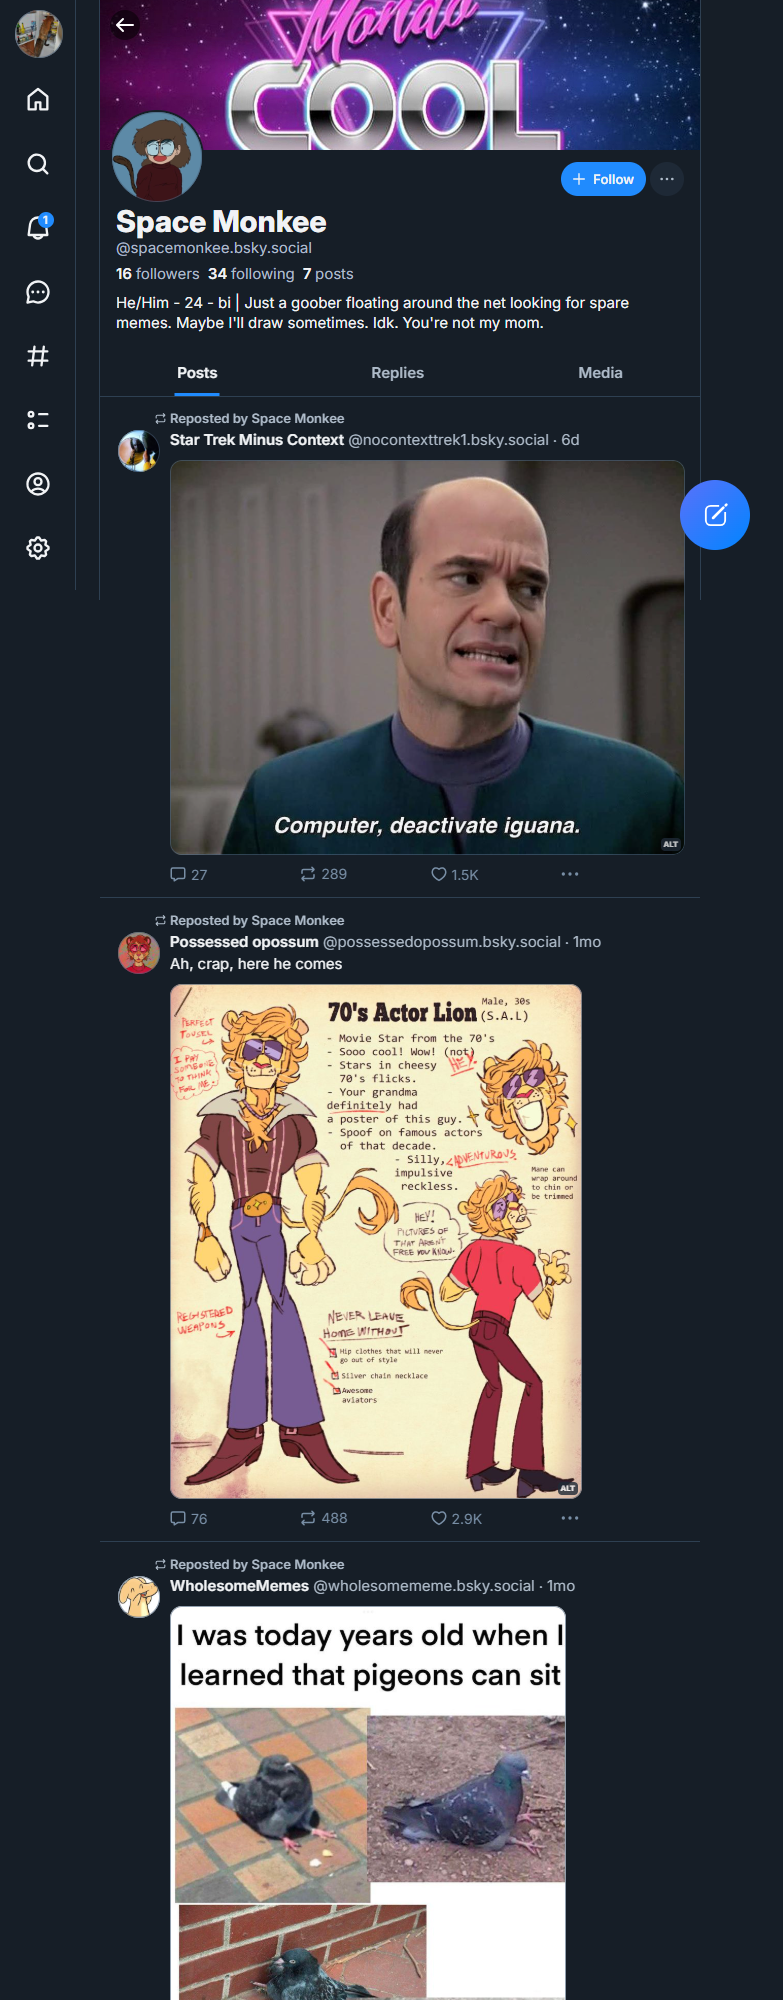 Mondo
COOL
1
+ Follow
Space Monkee
@spacemonkee.bsky.social
16 followers 34 following 7 posts
He/Him - 24 - bi | Just a goober floating around the net looking for spare
memes. Maybe I'll draw sometimes. Idk. You're not my mom.
Posts Replies Media
Reposted by Space Monkee
Star Trek Minus Context @nocontexttrek1.bsky.social · 6d
Computer, deactivate iguana.
ALT
27 289 1.5K
Reposted by Space Monkee
Possessed opossum @possessedopossum.bsky.social · 1mo
Ah, crap, here he comes
70's Actor Lion
Male, 30s
(S.A.L)
PERFECT
TOUSEL
I PAY
SOMEONE
TO THINK
FOR ME!
- Movie Star from the 70's
- Sooo cool! Wow! (not)
HEY!
- Stars in cheesy
70's flicks.
- Your grandma
definitely had
a poster of this guy.
- Spoof on famous actors
of that decade.
- Silly, ADVENTUROUS
impulsive
reckless.
Mane can
wrap around
to chin or
be trimmed
HEY!
PICTURES OF
THAT ARENT
FREE YOU KNOW.
REGISTERED
WEAPONS
NEVER LEAVE
HOME WITHOUT
Hip clothes that will never
go out of style
Silver chain necklace
Awesome
aviators
ALT
76 488 2.9K
Reposted by Space Monkee
WholesomeMemes @wholesomememe.bsky.social · 1mo
I was today years old when I
learned that pigeons can sit